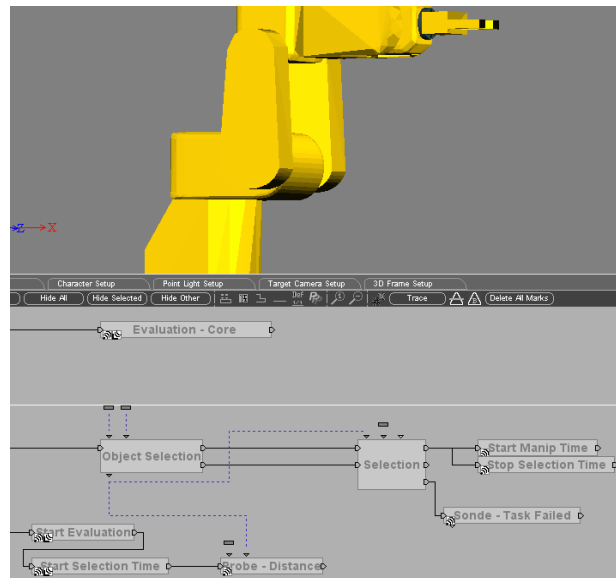 Z X
Character Setup Point Light Setup Target Camera Setup 3D Frame Setup
Hide All Hide Selected Hide Other Def Trace Delete All Marks
Evaluation - Core
Object Selection
Selection
Start Manip Time
Stop Selection Time
Sonde - Task Failed
Start Evaluation
Start Selection Time
Brobe - Distance